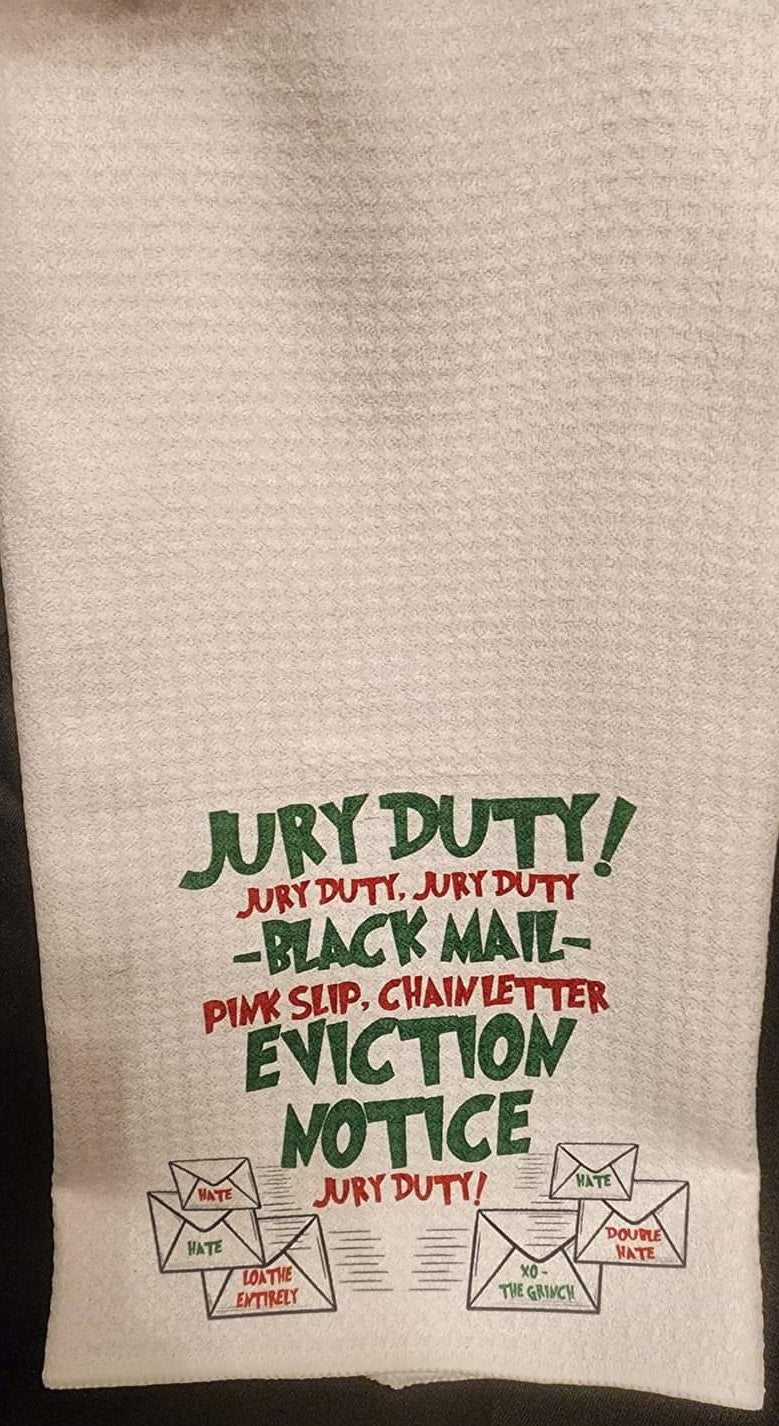 JURY DUTY!
JURY DUTY, JURY DUTY
-BLACK MAIL-
PINK SLIP, CHAIN LETTER
EVICTION
NOTICE
JURY DUTY!
HATE
HATE
LOATHE
ENTIRELY
HATE
DOUBLE
HATE
XO-
THE GRINCH